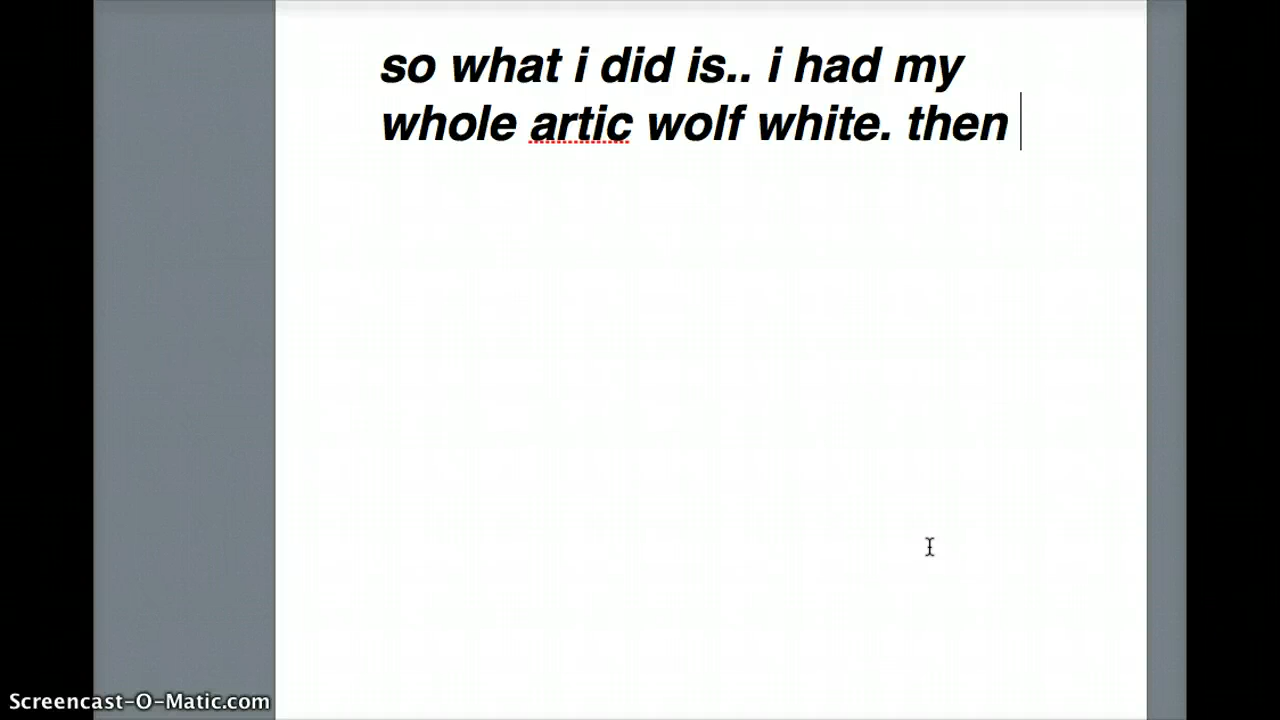 so what i did is.. i had my
whole artic wolf white. then
Screencast-O-Matic.com